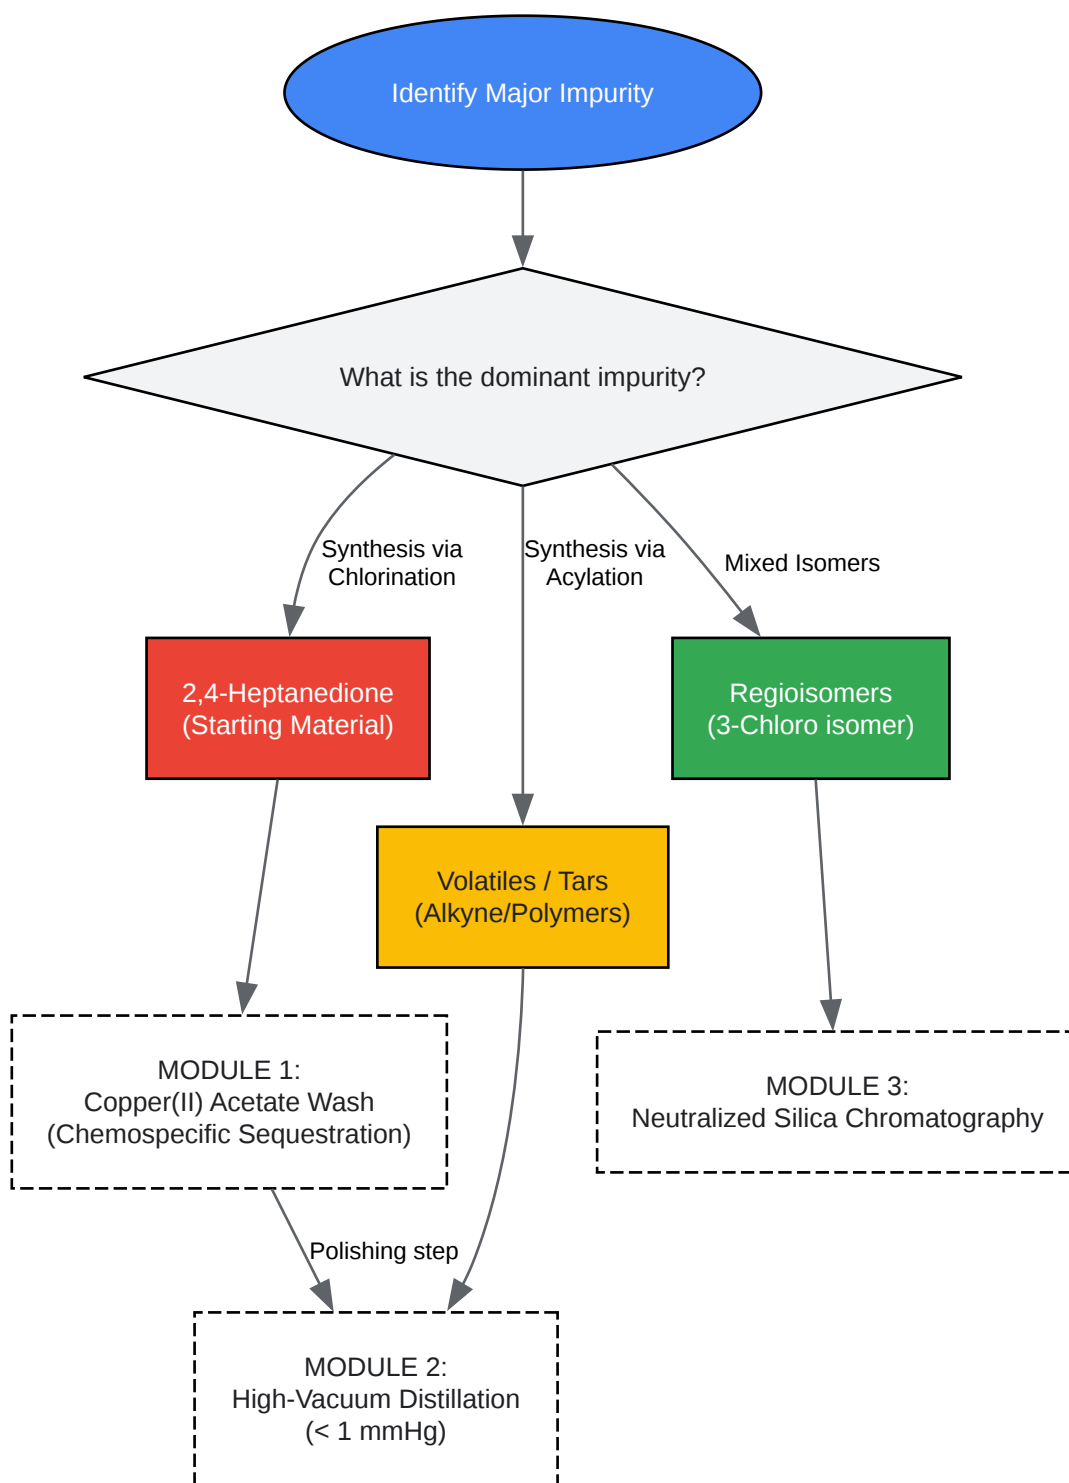 Identify Major Impurity
What is the dominant impurity?
Synthesis via
Chlorination
Synthesis via
Acylation
Mixed Isomers
2,4-Heptanedione
(Starting Material)
Regioisomers
(3-Chloro isomer)
Volatiles / Tars
(Alkyne/Polymers)
MODULE 1:
Copper(II) Acetate Wash
(Chemospecific Sequestration)
MODULE 3:
Neutralized Silica Chromatography
Polishing step
MODULE 2:
High-Vacuum Distillation
(< 1 mmHg)